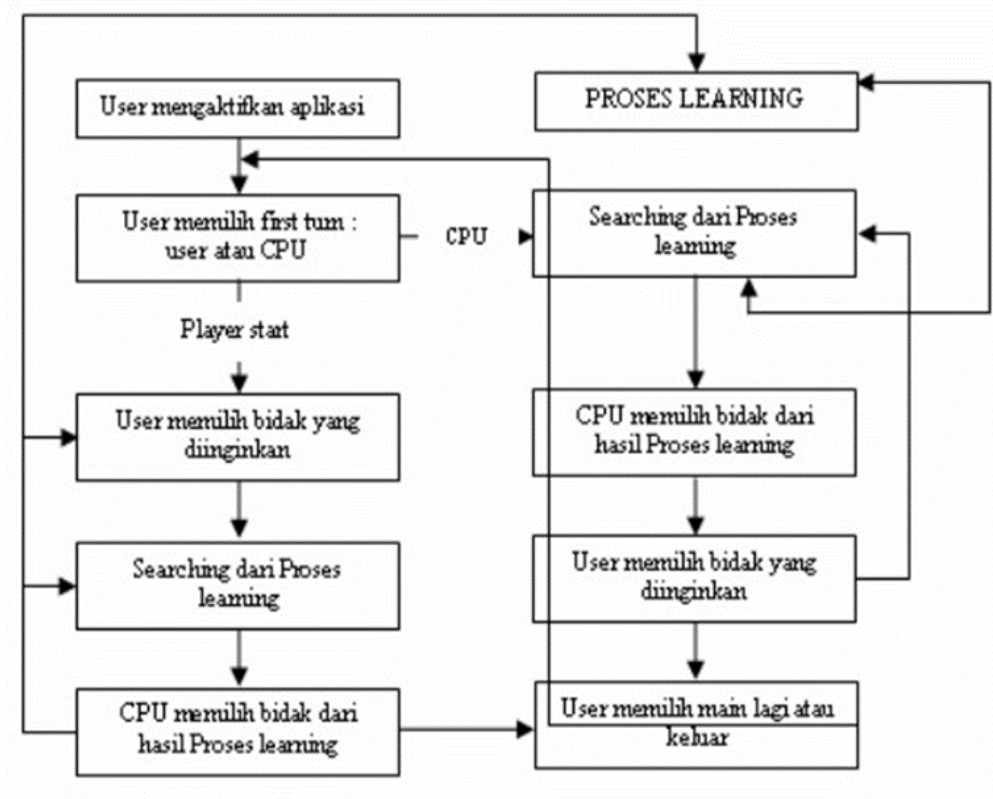 User mengaktifkan aplikasi
PROSES LEARNING
User memilih first turn :
user atau CPU
CPU
Searching dari Proses
learning
Player start
User memilih bidak yang
diinginkan
CPU memilih bidak dari
hasil Proses learning
Searching dari Proses
learning
User memilih bidak yang
diinginkan
CPU memilih bidak dari
hasil Proses learning
User memilih main lagi atau
keluar